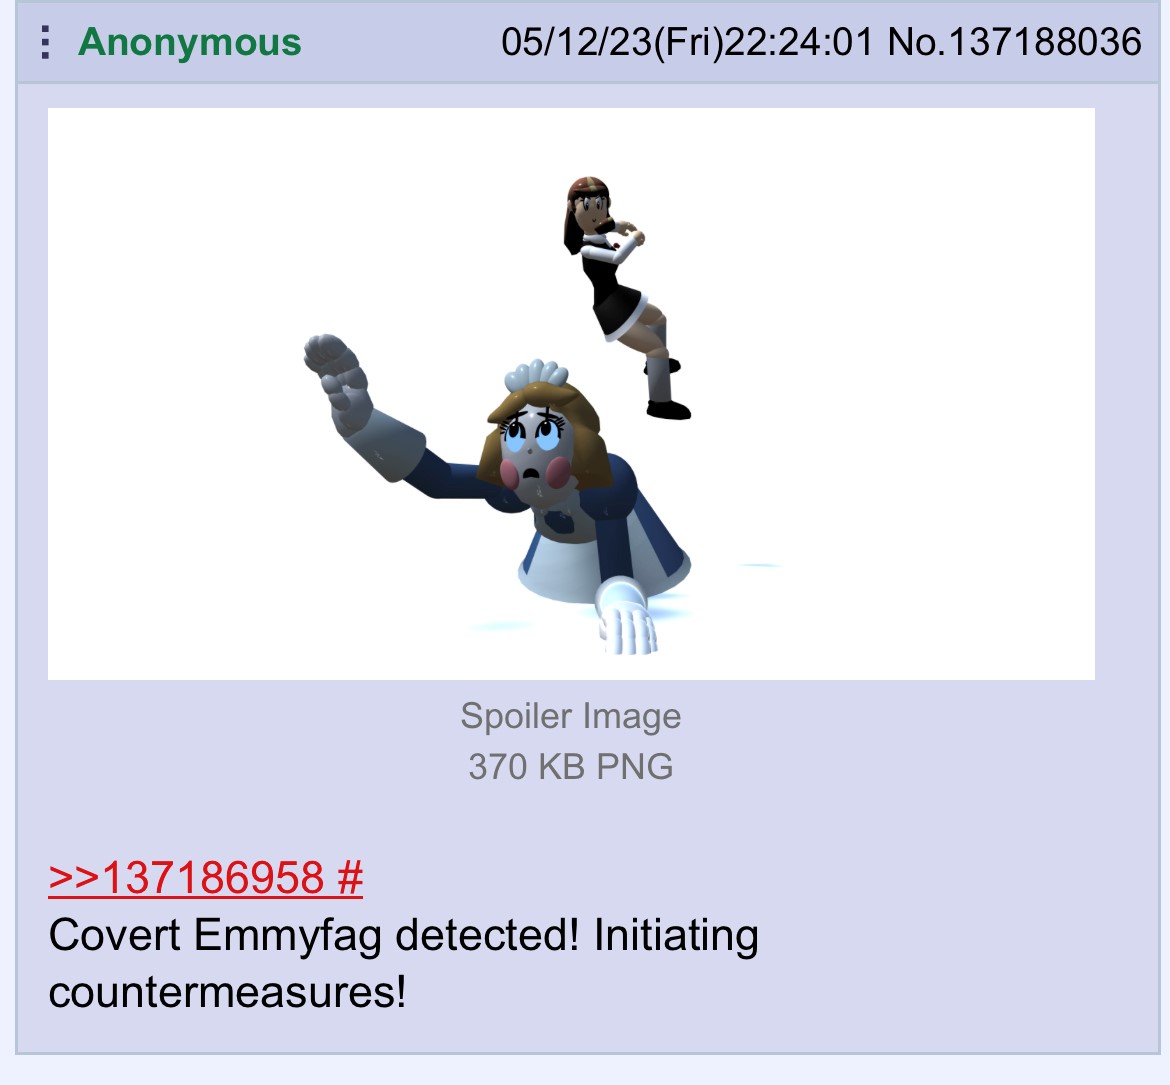 Anonymous 05/12/23(Fri)22:24:01 No.137188036
Spoiler Image
370 KB PNG
>>137186958 #
Covert Emmyfag detected! Initiating
countermeasures!